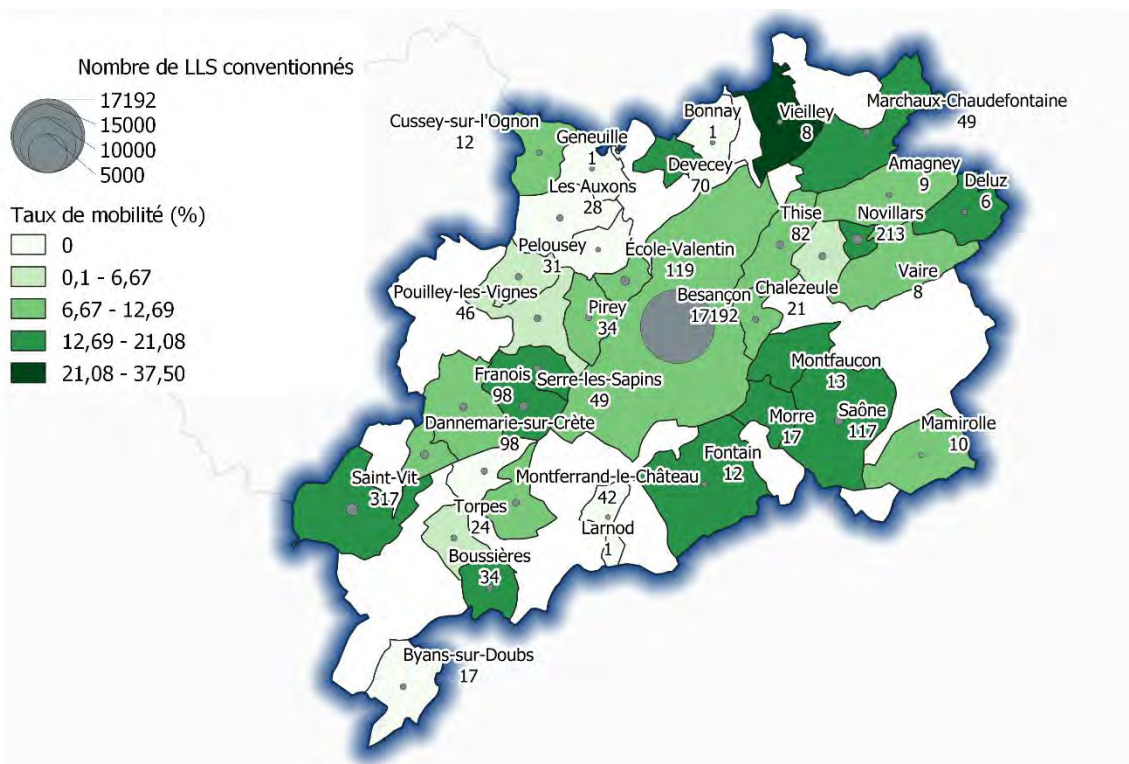 Nombre de LLS conventionnés
17192
15000
10000
5000
Taux de mobilité (%)
0
0,1 - 6,67
6,67 - 12,69
12,69 - 21,08
21,08 - 37,50
Cussey-sur-l'Ognon
12
Geneuille
1
Bonnay
1
Vieilley
8
Marchaux-Chaudefontaine
49
Devecey
70
Amagney
9
Deluz
6
Les Auxons
28
Thise
82
Novillars
213
Pelousey
31
École-Valentin
119
Vaire
8
Pouilley-les-Vignes
46
Pirey
34
Besançon
17192
Chalezeule
21
Montfaucon
13
Franois
98
Serre-les-Sapins
49
Dannemarie-sur-Crète
98
Morre
17
Saône
117
Mamirolle
10
Fontain
12
Saint-Vit
317
Montferrand-le-Château
42
Torpes
24
Larnod
1
Boussières
34
Byans-sur-Doubs
17